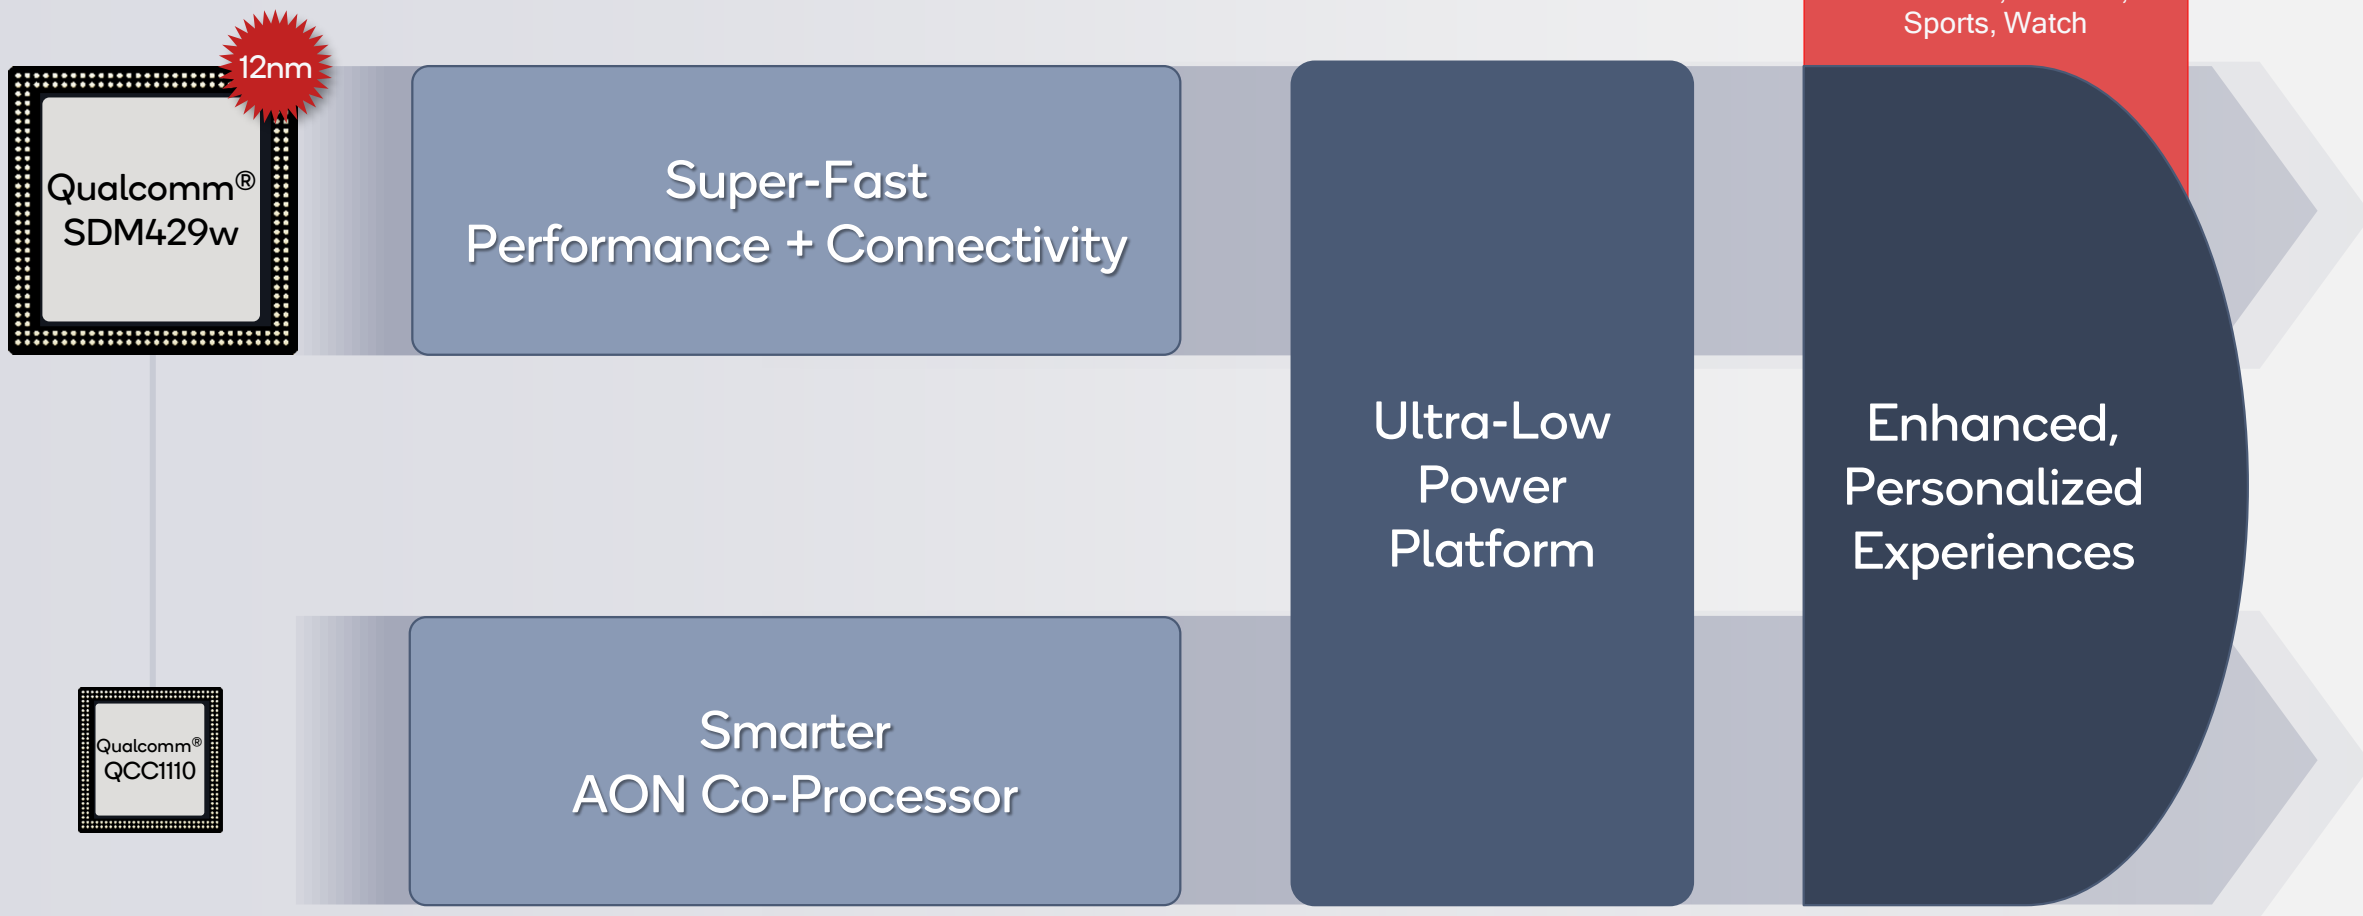 Sports, Watch
12nm
Qualcomm®
SDM429w
Super-Fast
Performance + Connectivity
Ultra-Low
Power
Platform
Enhanced,
Personalized
Experiences
Qualcomm®
QCC1110
Smarter
AON Co-Processor